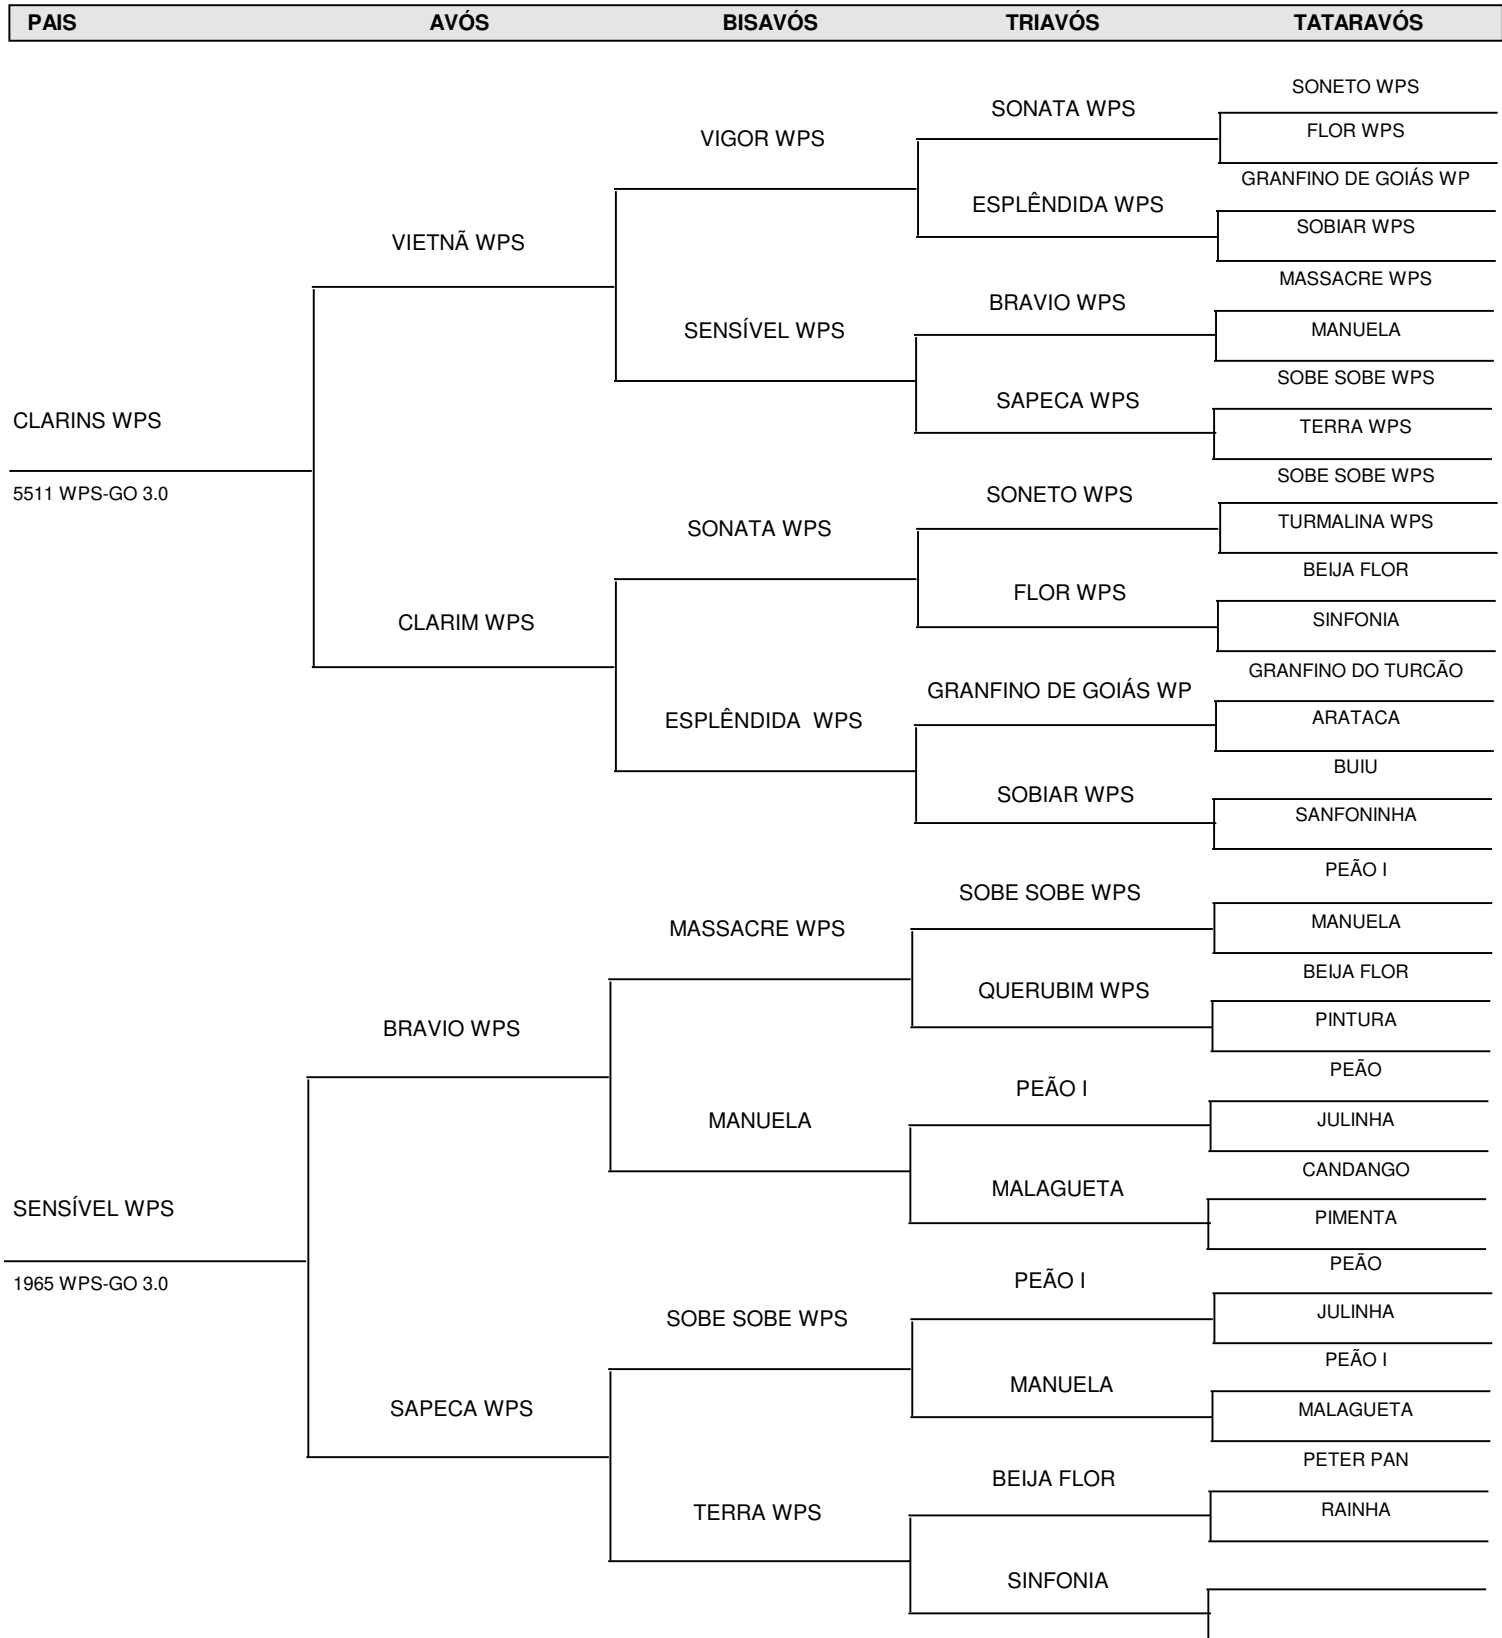 PAIS AVÓS BISAVÓS TRIAVÓS TATARAVÓS
SONETO WPS
SONATA WPS
FLOR WPS
VIGOR WPS
GRANFINO DE GOIÁS WP
ESPLÊNDIDA WPS
SOBIAR WPS
VIETNÃ WPS
MASSACRE WPS
BRAVIO WPS
MANUELA
SENSÍVEL WPS
SOBE SOBE WPS
SAPECA WPS
TERRA WPS
CLARINS WPS
5511 WPS-GO 3.0
SOBE SOBE WPS
SONETO WPS
TURMALINA WPS
SONATA WPS
BEIJA FLOR
FLOR WPS
SINFONIA
CLARIM WPS
GRANFINO DO TURCÃO
GRANFINO DE GOIÁS WP
ARATACA
ESPLÊNDIDA  WPS
BUIU
SOBIAR WPS
SANFONINHA
PEÃO I
SOBE SOBE WPS
MANUELA
MASSACRE WPS
BEIJA FLOR
QUERUBIM WPS
PINTURA
BRAVIO WPS
PEÃO
PEÃO I
JULINHA
MANUELA
CANDANGO
MALAGUETA
PIMENTA
SENSÍVEL WPS
1965 WPS-GO 3.0
PEÃO
PEÃO I
JULINHA
SOBE SOBE WPS
PEÃO I
MANUELA
MALAGUETA
SAPECA WPS
PETER PAN
BEIJA FLOR
RAINHA
TERRA WPS
SINFONIA